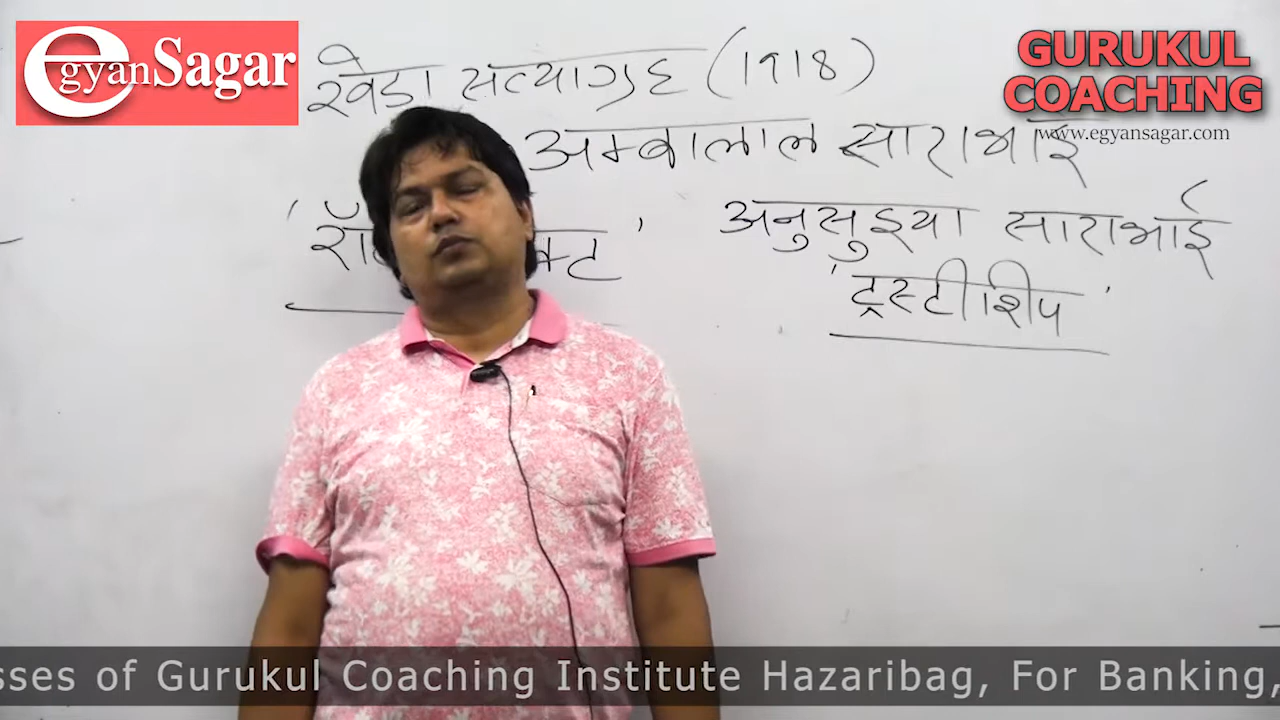 egyanSagar
GURUKUL
COACHING
www.egyansagar.com
खेडा सत्याग्रह (1918)
अम्बालाल साराभाई
अनुसुइया साराभाई
'ट्रस्टीशिप'
sses of Gurukul Coaching Institute Hazaribag, For Banking,